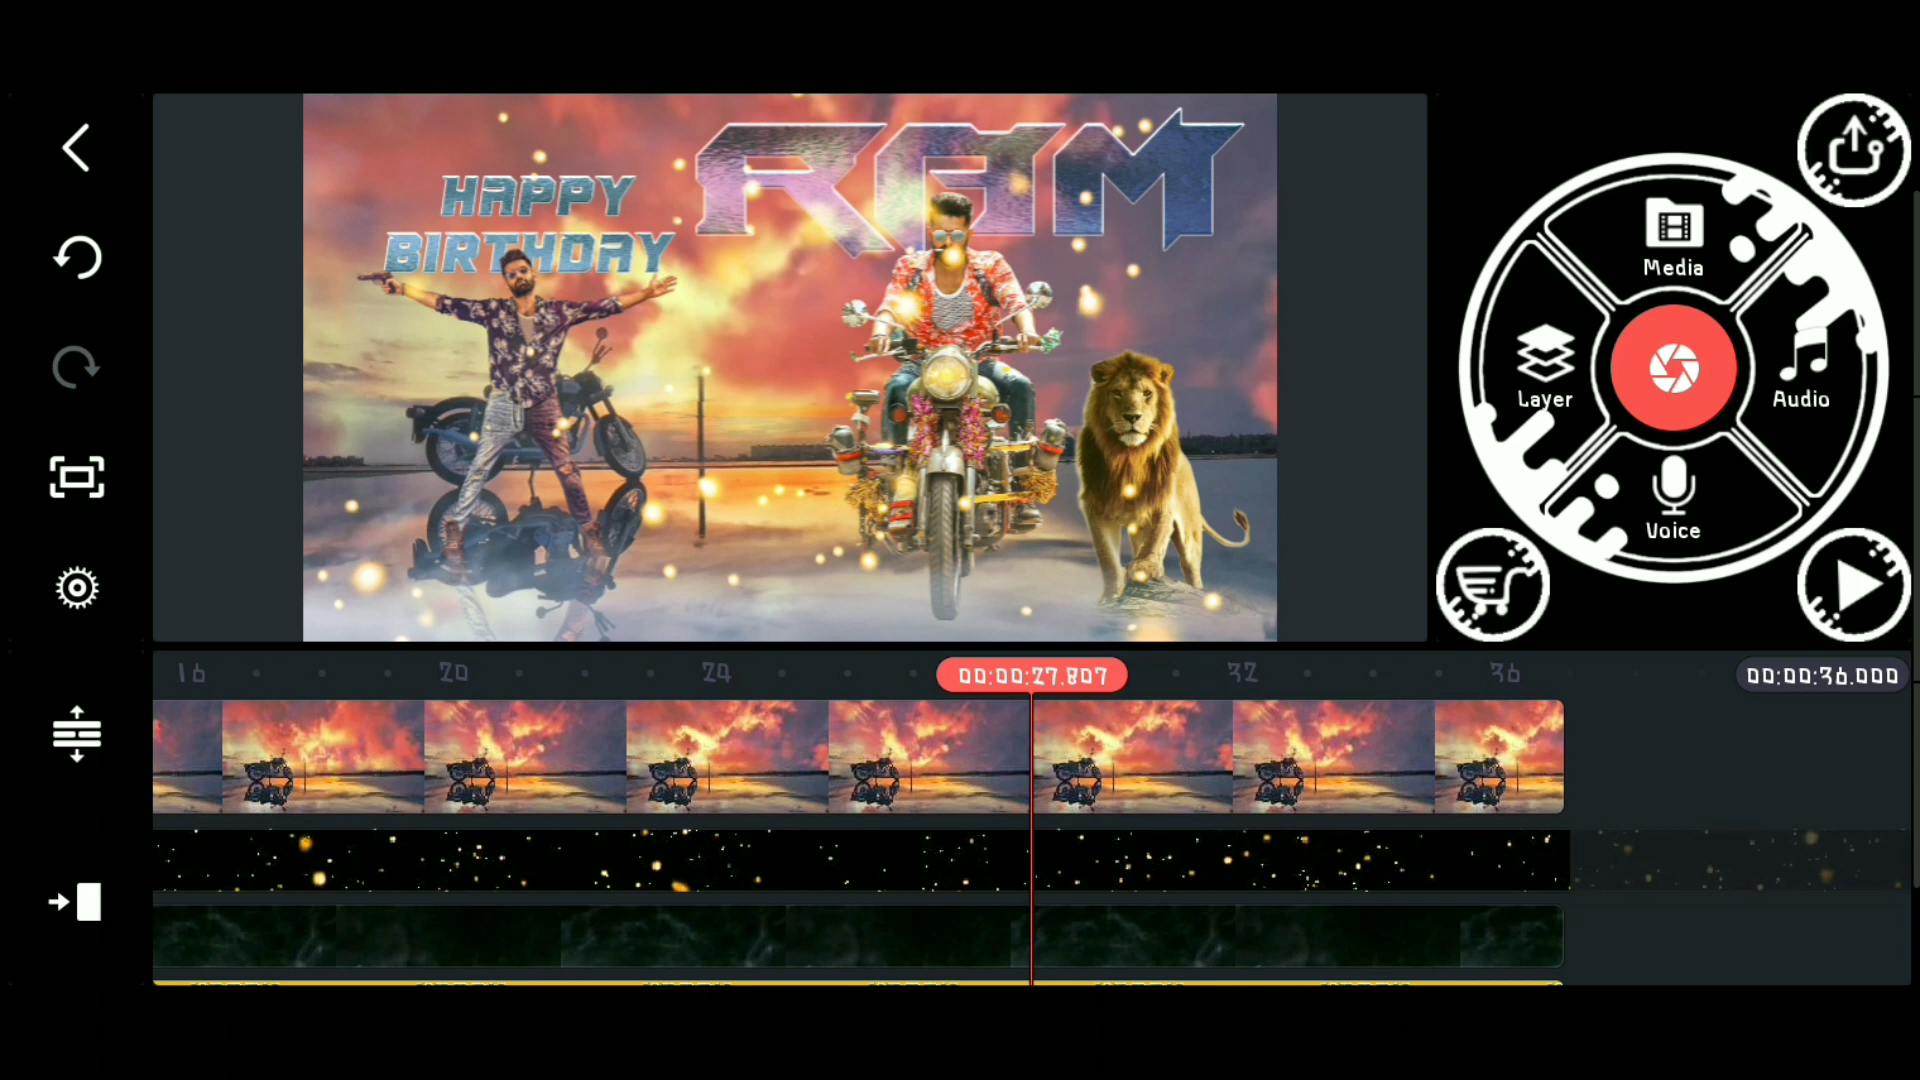 HAPPY
BIRTHDAY
RAM
Media
Layer
Audio
Voice
16
20
24
00:00:27.807
32
36
00:00:36.000